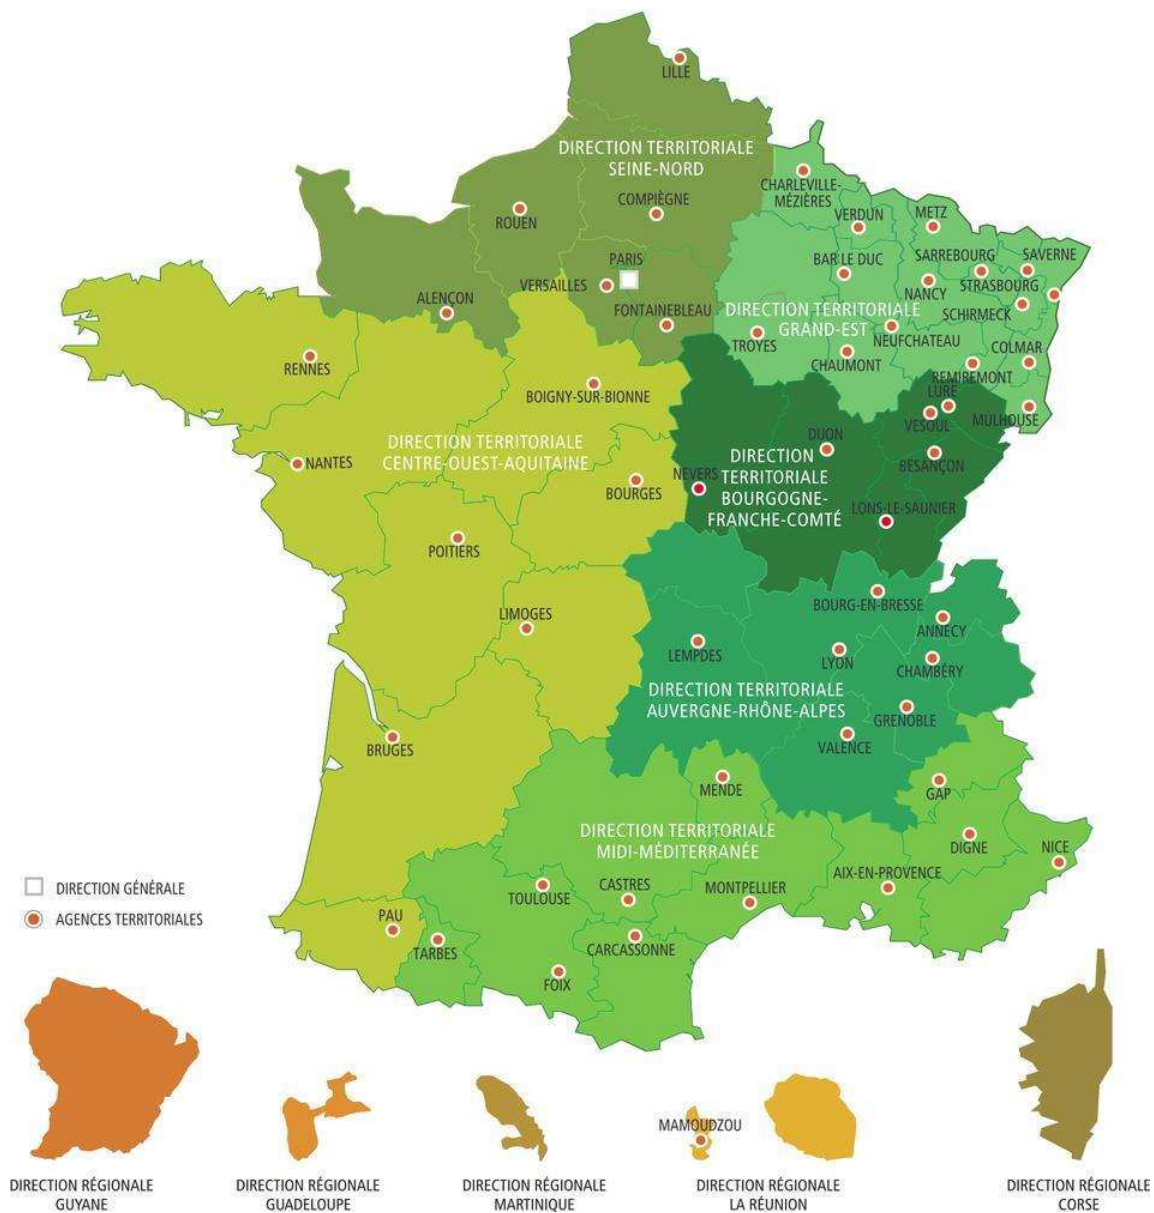 LILLE
DIRECTION TERRITORIALE
SEINE-NORD
CHARLEVILLE-
MÉZIÈRES
COMPIÈGNE
ROUEN
VERDUN
METZ
PARIS
BAR LE DUC
SARREBOURG
SAVERNE
VERSAILLES
NANCY
STRASBOURG
ALENÇON
FONTAINEBLEAU
SCHIRMECK
DIRECTION TERRITORIALE
GRAND-EST
TROYES
NEUFCHATEAU
COLMAR
RENNES
CHAUMONT
REMIREMONT
BOIGNY-SUR-BIONNE
LURE
VESOUL
MULHOUSE
DIRECTION TERRITORIALE
CENTRE-OUEST-AQUITAINE
DIJON
NANTES
DIRECTION
TERRITORIALE
BOURGOGNE-
FRANCHE-COMTÉ
BESANÇON
NEVERS
BOURGES
LONS-LE-SAUNIER
POITIERS
BOURG-EN-BRESSE
LIMOGES
ANNECY
LEMPDES
LYON
CHAMBÉRY
DIRECTION TERRITORIALE
AUVERGNE-RHÔNE-ALPES
GRENOBLE
BRUGES
VALENCE
MENDE
GAP
DIRECTION TERRITORIALE
MIDI-MÉDITERRANÉE
DIGNE
NICE
AIX-EN-PROVENCE
DIRECTION GÉNÉRALE
TOULOUSE
CASTRES
MONTPELLIER
AGENCES TERRITORIALES
PAU
TARBES
CARCASSONNE
FOIX
MAMOUDZOU
DIRECTION RÉGIONALE
GUYANE
DIRECTION RÉGIONALE
GUADELOUPE
DIRECTION RÉGIONALE
MARTINIQUE
DIRECTION RÉGIONALE
LA RÉUNION
DIRECTION RÉGIONALE
CORSE